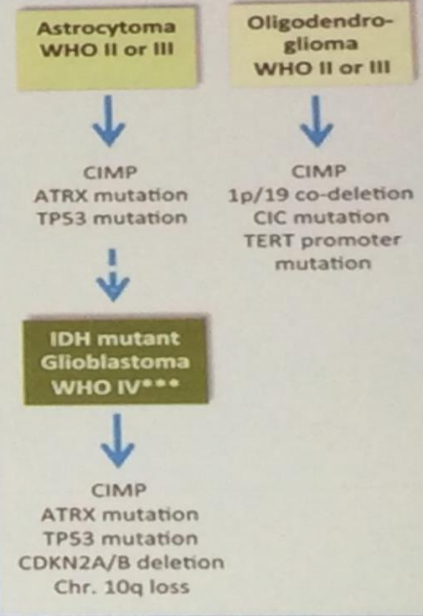 Astrocytoma
WHO II or III
CIMP
ATRX mutation
TP53 mutation
IDH mutant
Glioblastoma
WHO IV***
CIMP
ATRX mutation
TP53 mutation
CDKN2A/B deletion
Chr. 10q loss
Oligodendro-
glioma
WHO II or III
CIMP
1p/19 co-deletion
CIC mutation
TERT promoter
mutation